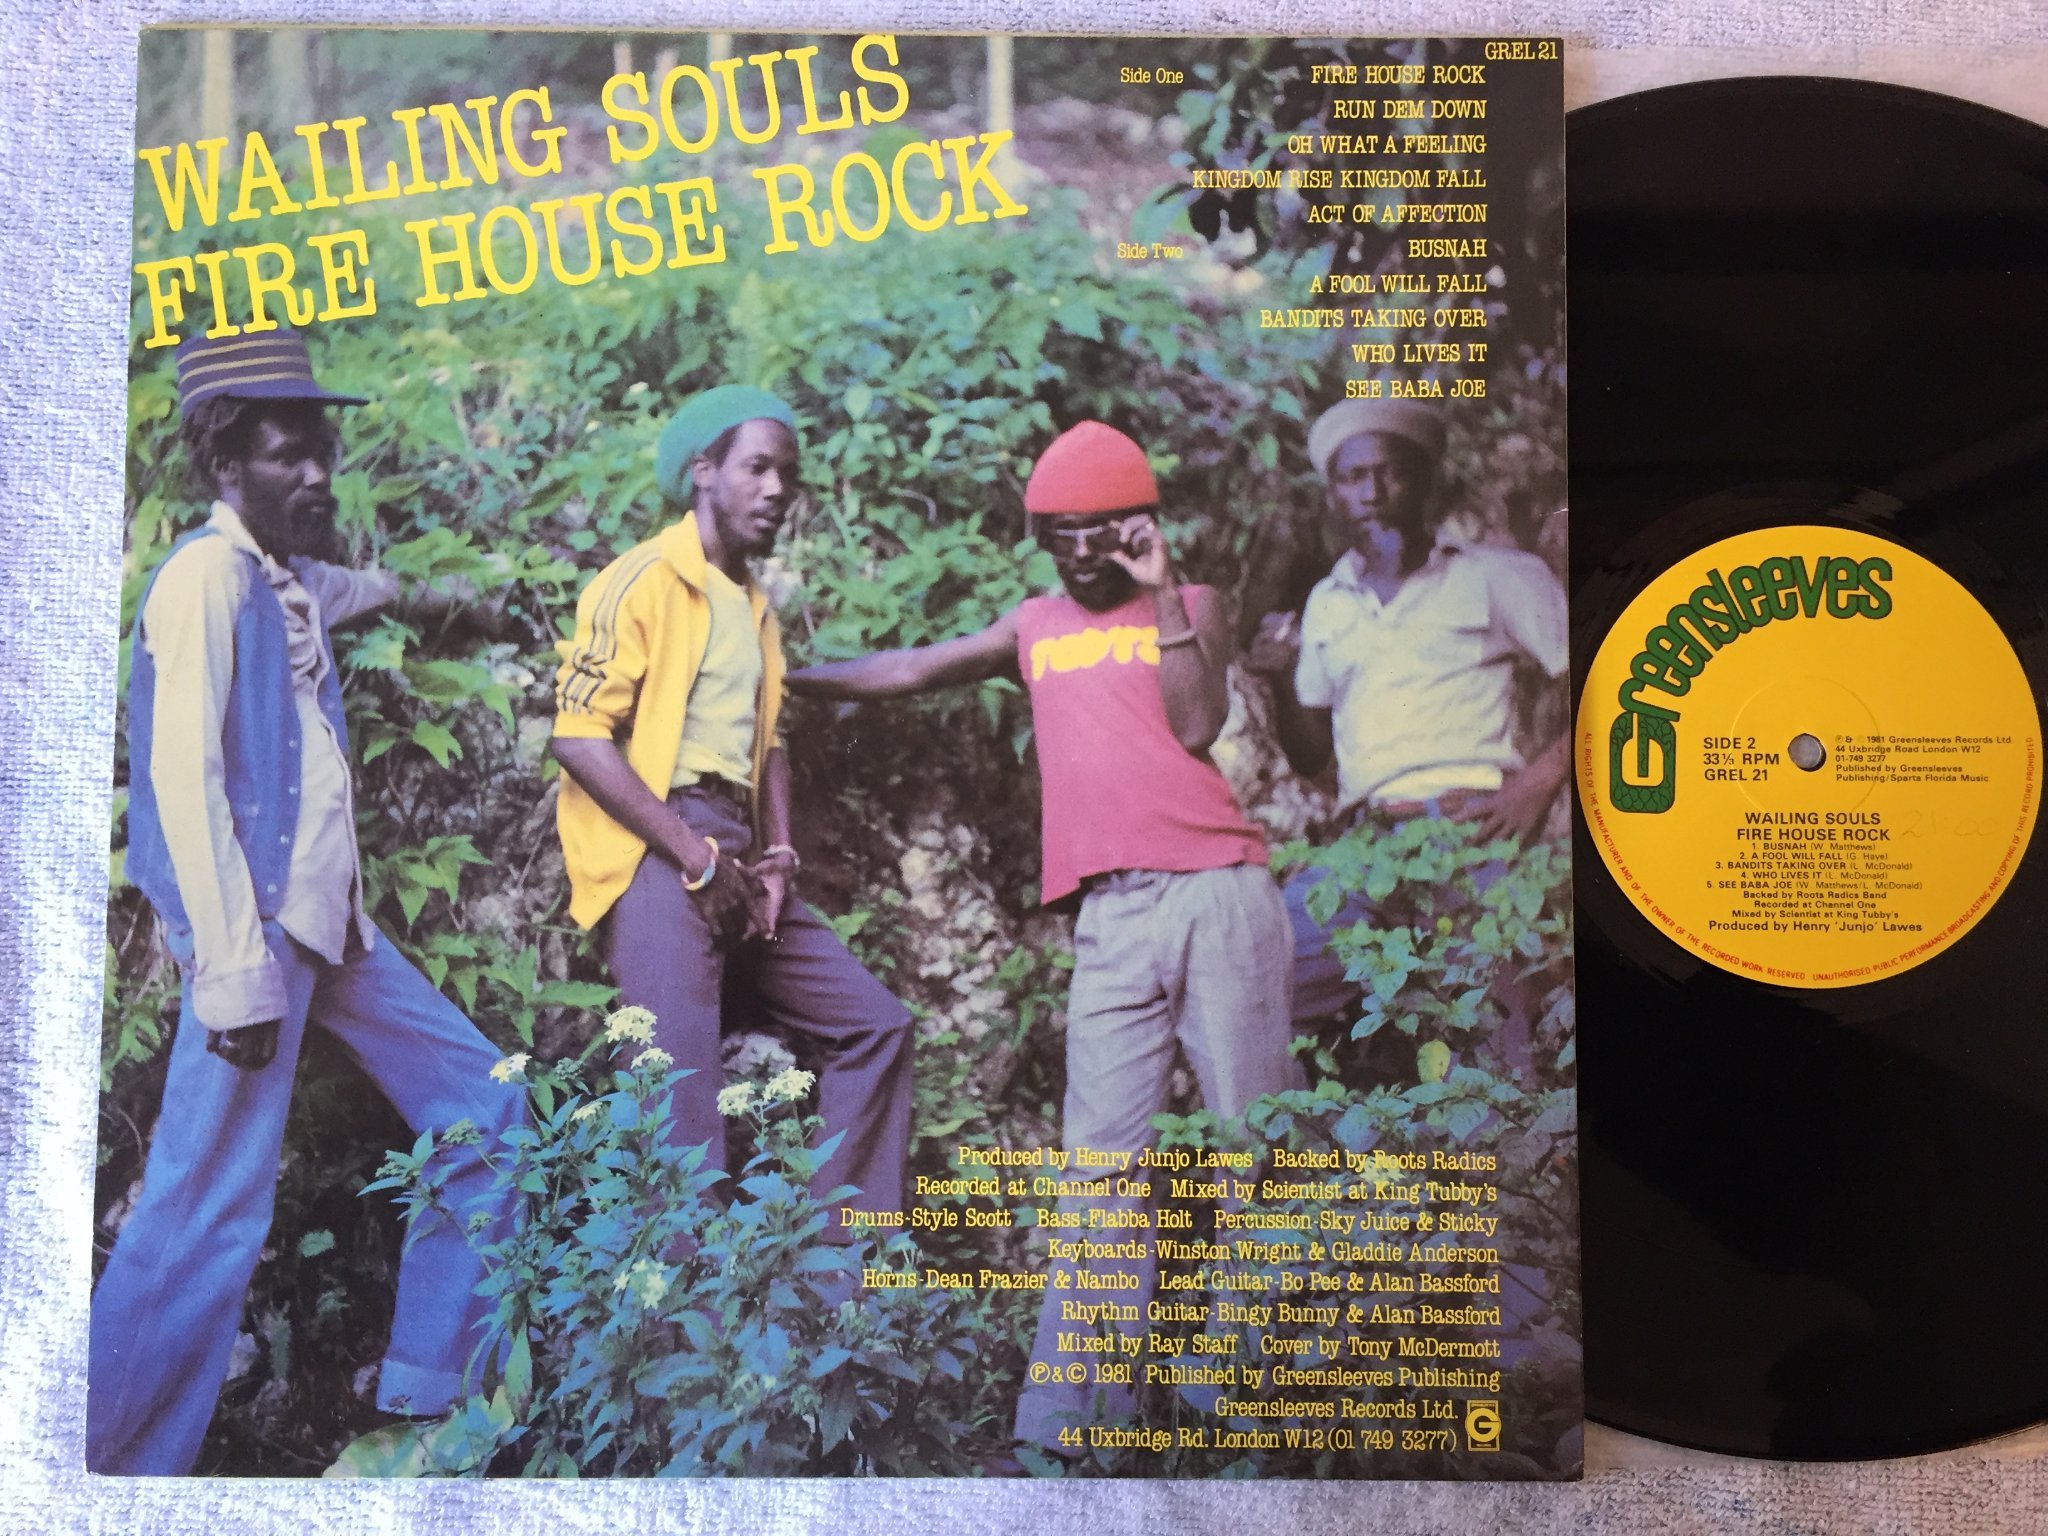 WAILING SOULS
FIRE HOUSE ROCK
GREL 21
Side One FIRE HOUSE ROCK
RUN DEM DOWN
OH WHAT A FEELING
KINGDOM RISE KINGDOM FALL
ACT OF AFFECTION
Side Two BUSNAH
A FOOL WILL FALL
BANDITS TAKING OVER
WHO LIVES IT
SEE BABA JOE
Produced by Henry Junjo Lawes Backed by Roots Radics
Recorded at Channel One Mixed by Scientist at King Tubby's
Drums-Style Scott Bass-Flabba Holt Percussion-Sky Juice & Sticky
Keyboards-Winston Wright & Gladdie Anderson
Horns-Dean Frazier & Nambo Lead Guitar-Bo Pee & Alan Bassford
Rhythm Guitar-Bingy Bunny & Alan Bassford
Mixed by Ray Staff Cover by Tony McDermott
℗ & © 1981 Published by Greensleeves Publishing
Greensleeves Records Ltd.
G
44 Uxbridge Rd. London W12 (01 749 3277)
Greensleeves
SIDE 2
33⅓ RPM
GREL 21
℗ & © 1981 Greensleeves Records Ltd
44 Uxbridge Road London W12
01-749 3277
Published by Greensleeves
Publishing/Sparta Florida Music
WAILING SOULS
FIRE HOUSE ROCK
1. BUSNAH (W. Matthews)
2. A FOOL WILL FALL (G. Haye)
3. BANDITS TAKING OVER (L. McDonald)
4. WHO LIVES IT (L. McDonald)
5. SEE BABA JOE (W. Matthews/L. McDonald)
Backed by Roots Radics Band
Recorded at Channel One
Mixed by Scientist at King Tubby's
Produced by Henry 'Junjo' Lawes
ALL RIGHTS OF THE MANUFACTURER AND OF THE OWNER OF THE RECORDED WORK RESERVED UNAUTHORISED PUBLIC PERFORMANCE BROADCASTING AND COPYING OF THIS RECORD PROHIBITED